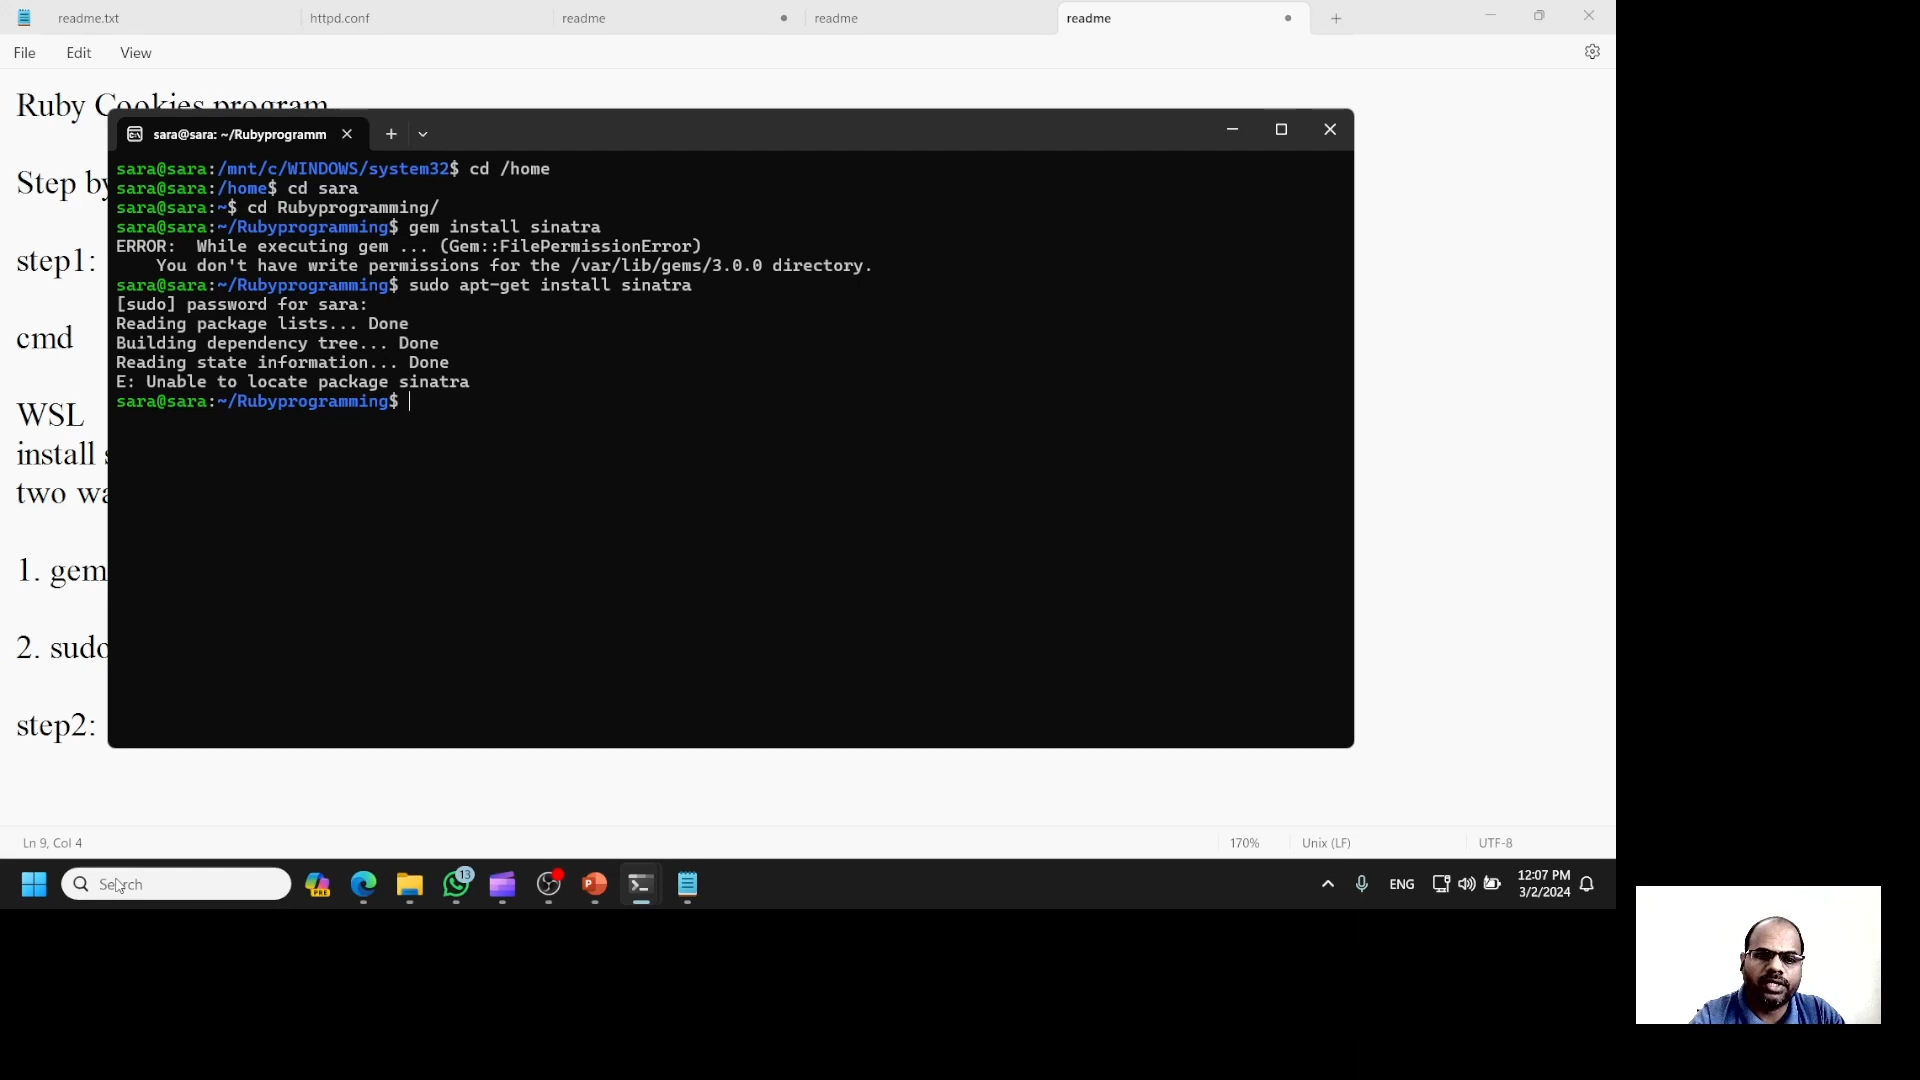 readme.txt
httpd.conf
readme
readme
readme
File Edit View
Ruby Cookies program
Step by
step1:
cmd
WSL
install s
two wa
1. gem
2. sudo
step2:
sara@sara: ~/Rubyprogramm
sara@sara:/mnt/c/WINDOWS/system32$ cd /home
sara@sara:/home$ cd sara
sara@sara:~$ cd Rubyprogramming/
sara@sara:~/Rubyprogramming$ gem install sinatra
ERROR:  While executing gem ... (Gem::FilePermissionError)
    You don't have write permissions for the /var/lib/gems/3.0.0 directory.
sara@sara:~/Rubyprogramming$ sudo apt-get install sinatra
[sudo] password for sara:
Reading package lists... Done
Building dependency tree... Done
Reading state information... Done
E: Unable to locate package sinatra
sara@sara:~/Rubyprogramming$
Ln 9, Col 4
170%
Unix (LF)
UTF-8
Search
PRE
13
ENG
12:07 PM
3/2/2024